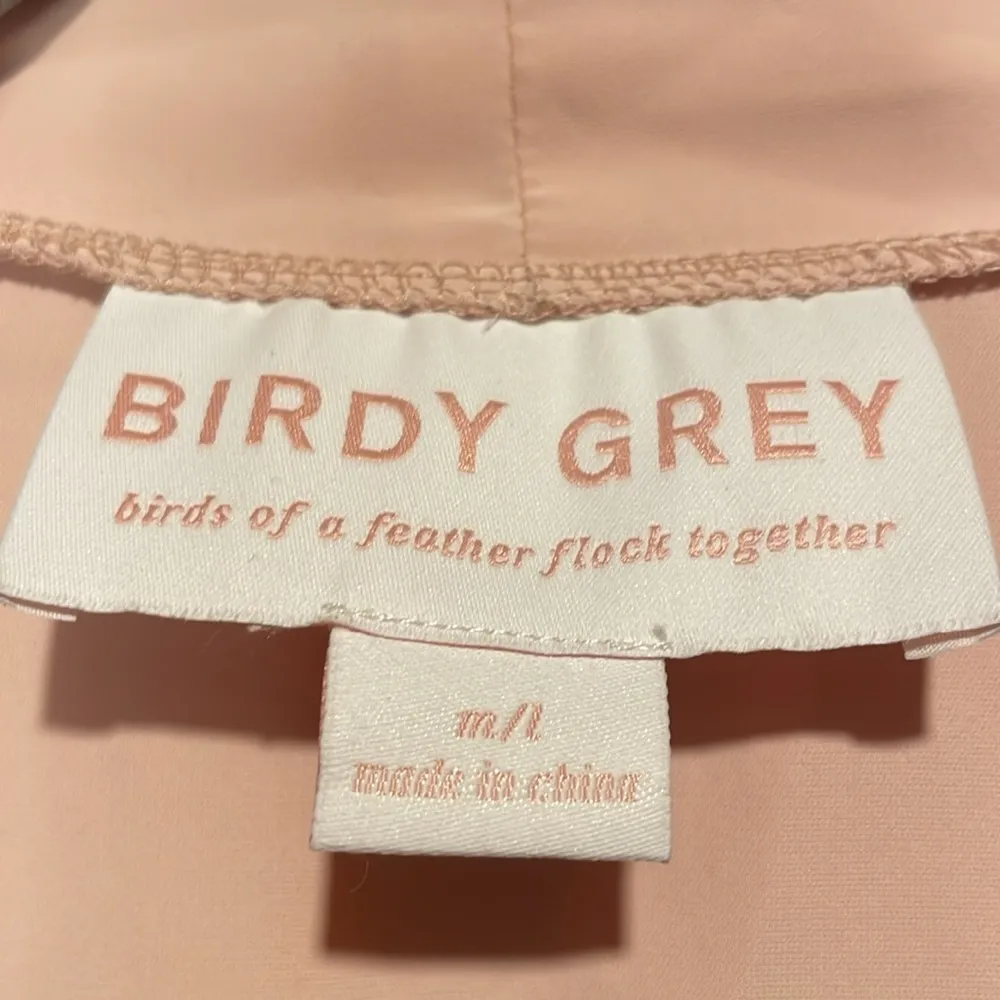 BIRDY GREY
birds of a feather flock together
m/l
made in china